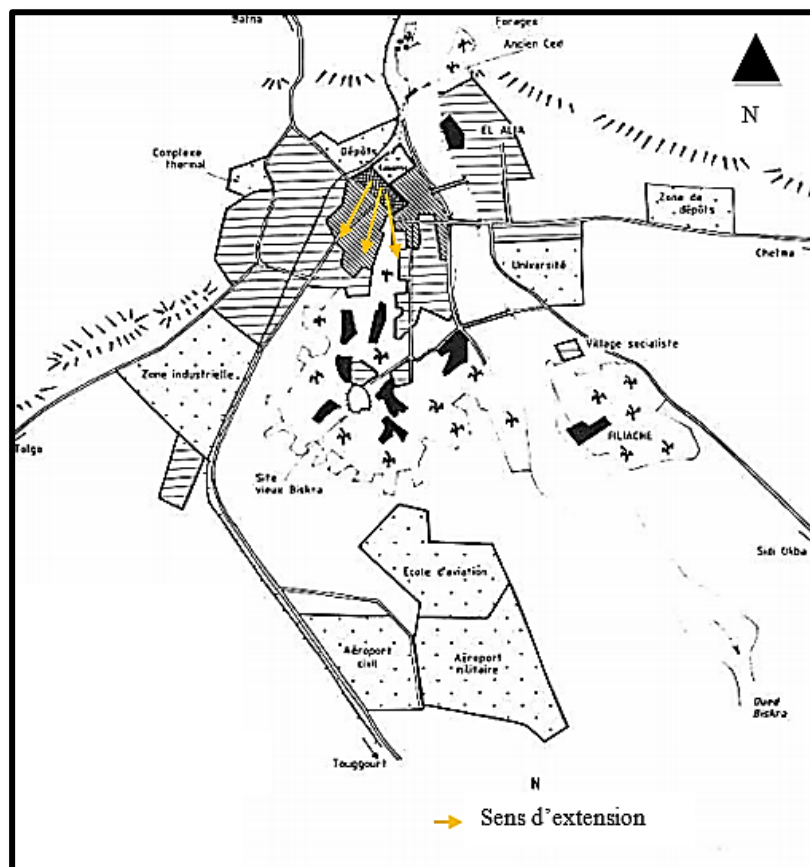 Batna
Forages
Ancien Ced
N
EL ALIA
Dépôts
Complexe
thermal
Zone de
dépôts
Chetma
Université
Village socialiste
Zone industrielle
FILIACHE
Tolga
Site
vieux Biskra
Sidi Okba
Ecole d'aviation
Aéroport
civil
Aéroport
militaire
Oued
Biskra
Touggourt
N
Sens d'extension